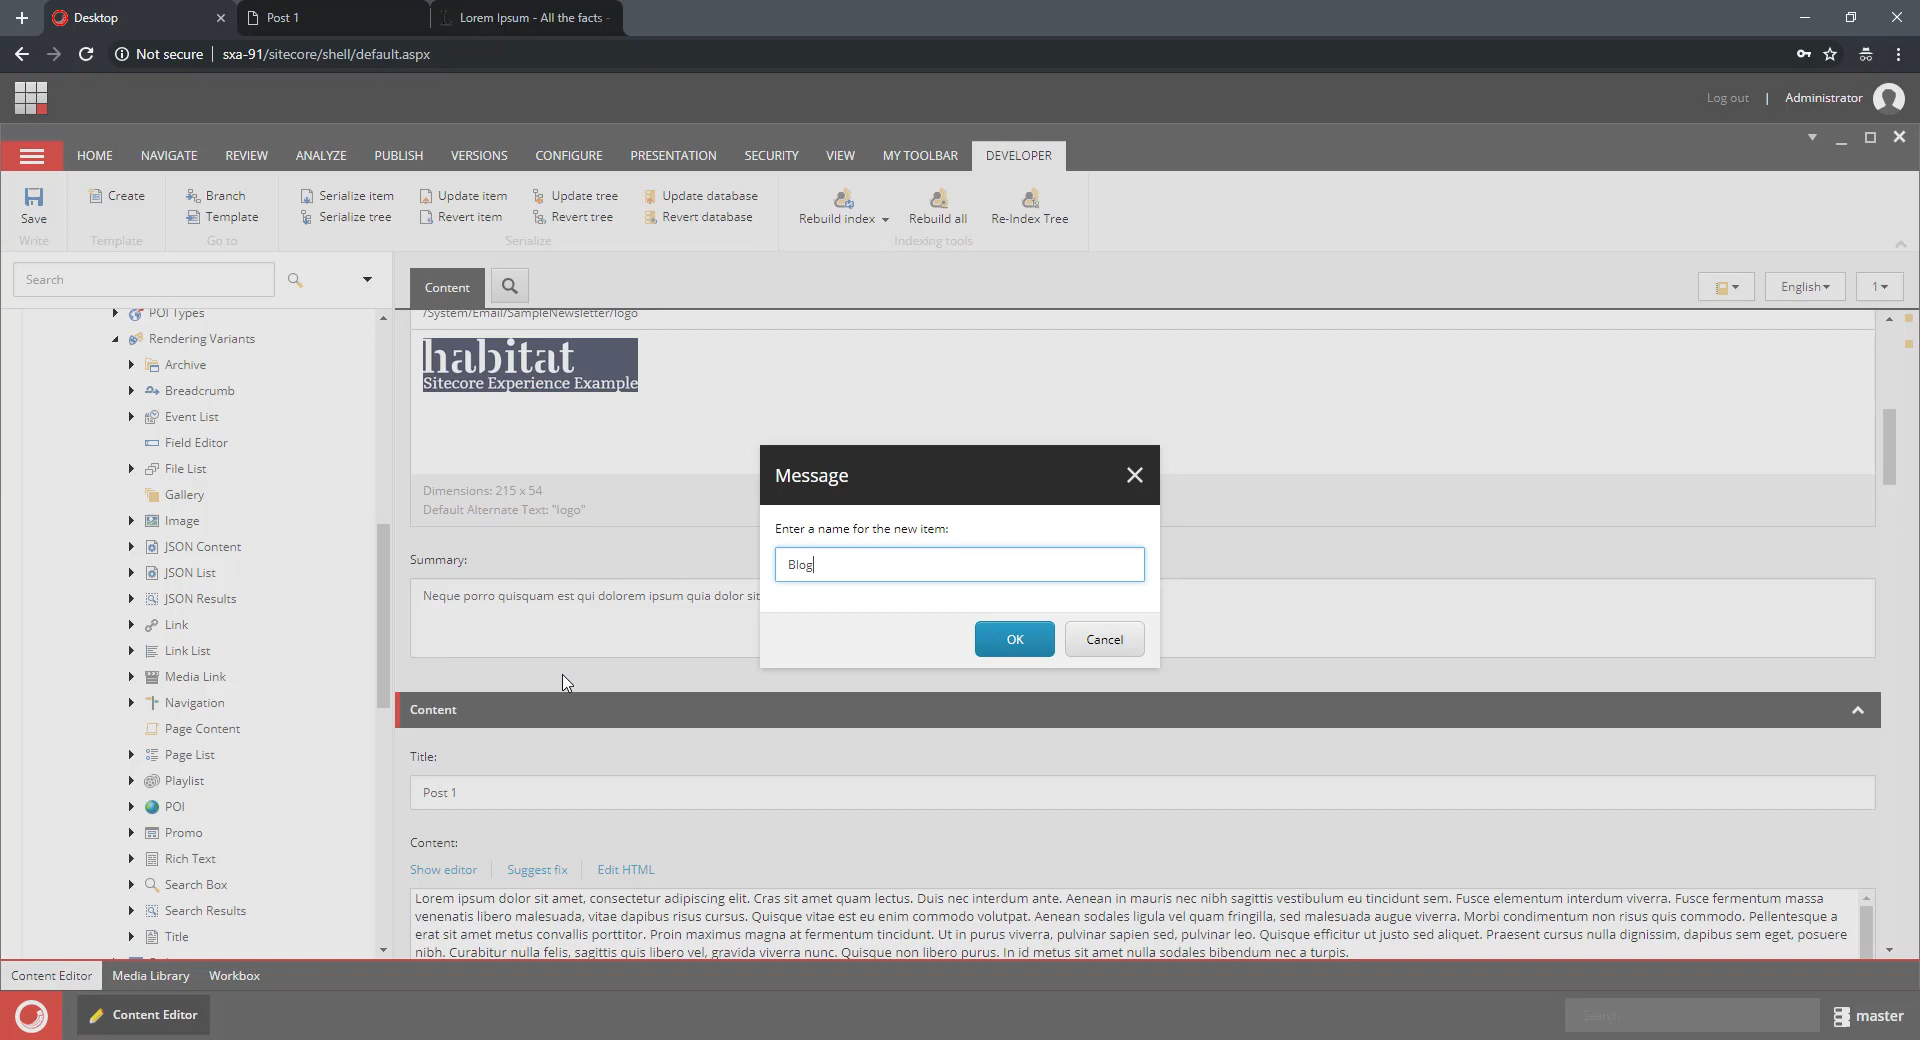 Desktop
Post 1
Lorem Ipsum - All the facts -
Not secure
sxa-91/sitecore/shell/default.aspx
Log out | Administrator
HOME NAVIGATE REVIEW ANALYZE PUBLISH VERSIONS CONFIGURE PRESENTATION SECURITY VIEW MY TOOLBAR DEVELOPER
Create Branch Serialize item Update item Update tree Update database
Save Template Serialize tree Revert item Revert tree Revert database Rebuild index Rebuild all Re-Index Tree
Write Template Go to Serialize Indexing tools
Search
Content
English
1
POI Types
Rendering Variants
Archive
Breadcrumb
Event List
Field Editor
File List
Gallery
Image
JSON Content
JSON List
JSON Results
Link
Link List
Media Link
Navigation
Page Content
Page List
Playlist
POI
Promo
Rich Text
Search Box
Search Results
Title
/System/Email/SampleNewsletter/logo
habitat
Sitecore Experience Example
Dimensions: 215 x 54
Default Alternate Text: "logo"
Summary:
Neque porro quisquam est qui dolorem ipsum quia dolor sit
Message
Enter a name for the new item:
Blog
OK
Cancel
Content
Title:
Post 1
Content:
Show editor Suggest fix Edit HTML
Lorem ipsum dolor sit amet, consectetur adipiscing elit. Cras sit amet quam lectus. Duis nec interdum ante. Aenean in mauris nec nibh sagittis vestibulum eu tincidunt sem. Fusce elementum interdum viverra. Fusce fermentum massa
venenatis libero malesuada, vitae dapibus risus cursus. Quisque vitae est eu enim commodo volutpat. Aenean sodales ligula vel quam fringilla, sed malesuada augue viverra. Morbi condimentum non risus quis commodo. Pellentesque a
erat sit amet metus convallis porttitor. Proin maximus magna at fermentum tincidunt. Ut in purus viverra, pulvinar sapien sed, pulvinar leo. Quisque efficitur ut justo sed aliquet. Praesent cursus nulla dignissim, dapibus sem eget, posuere
nibh. Curabitur nulla felis, sagittis quis libero vel, gravida viverra nunc. Quisque non libero purus. In id metus sit amet nulla sodales bibendum nec a turpis.
Content Editor Media Library Workbox
Content Editor
Search
master